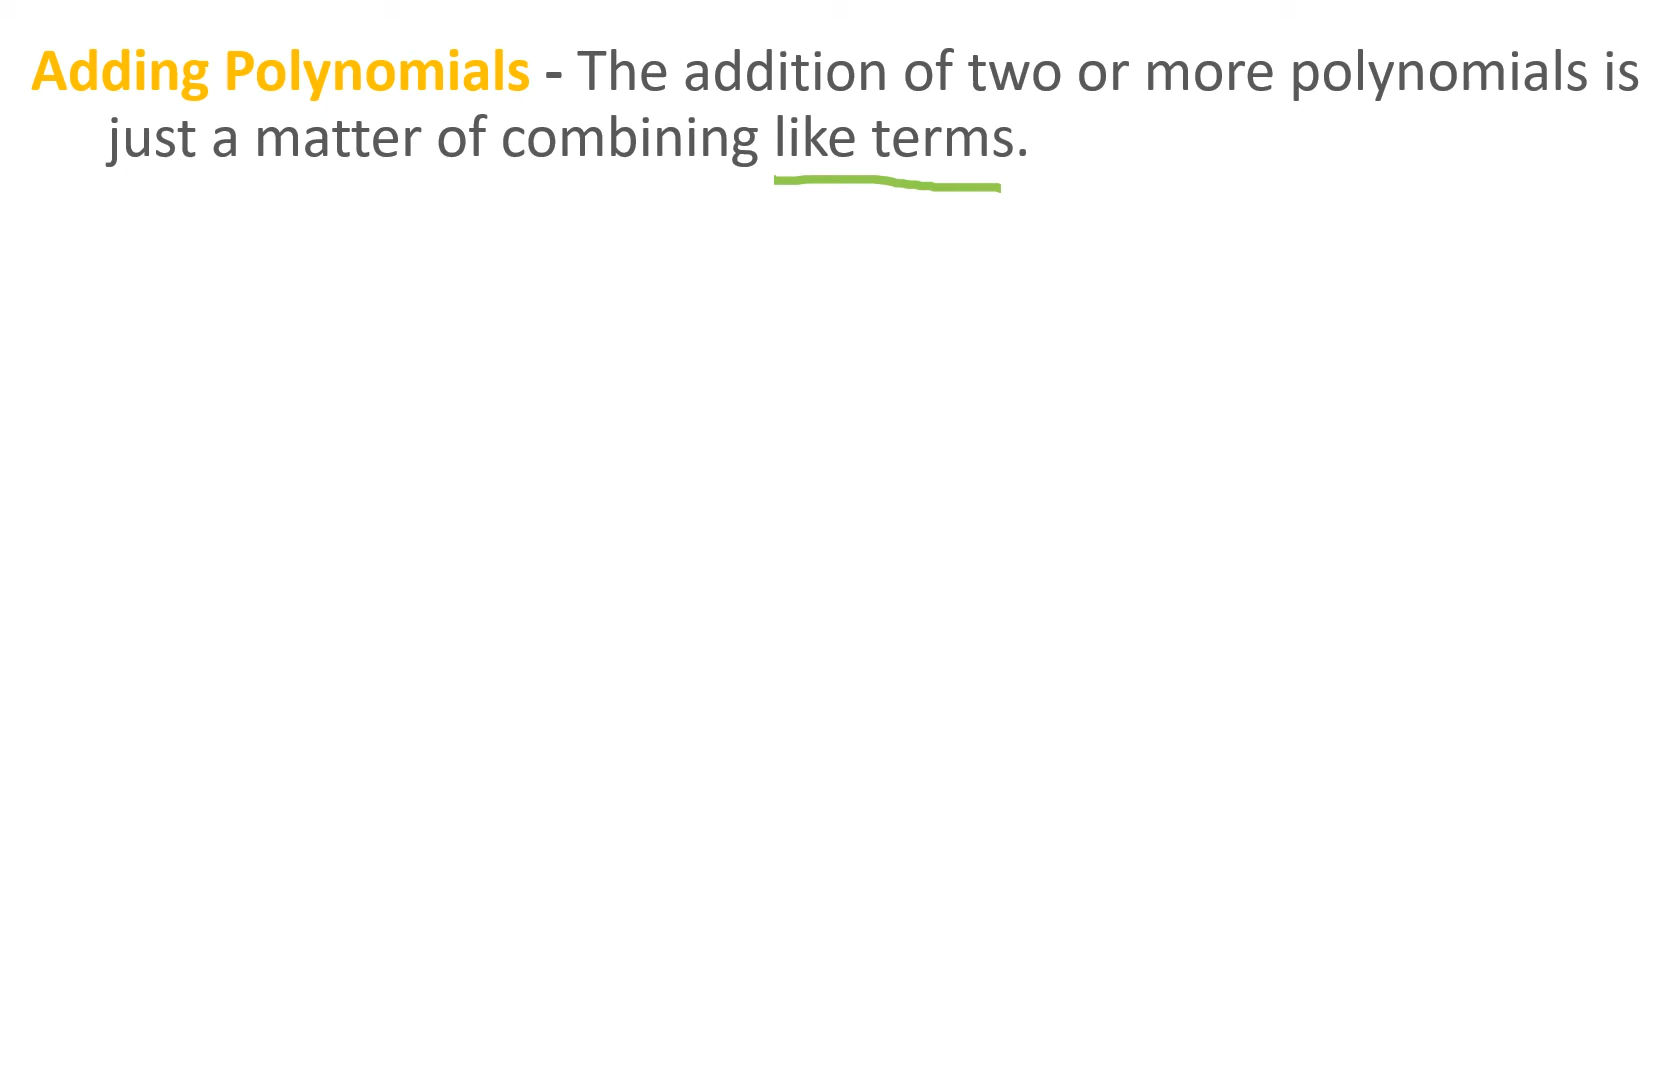 Adding Polynomials - The addition of two or more polynomials is
just a matter of combining like terms.